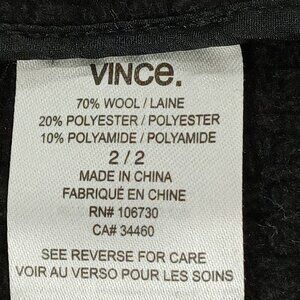 VINCE.
70% WOOL / LAINE
20% POLYESTER / POLYESTER
10% POLYAMIDE / POLYAMIDE
2 / 2
MADE IN CHINA
FABRIQUÉ EN CHINE
RN# 106730
CA# 34460
SEE REVERSE FOR CARE
VOIR AU VERSO POUR LES SOINS